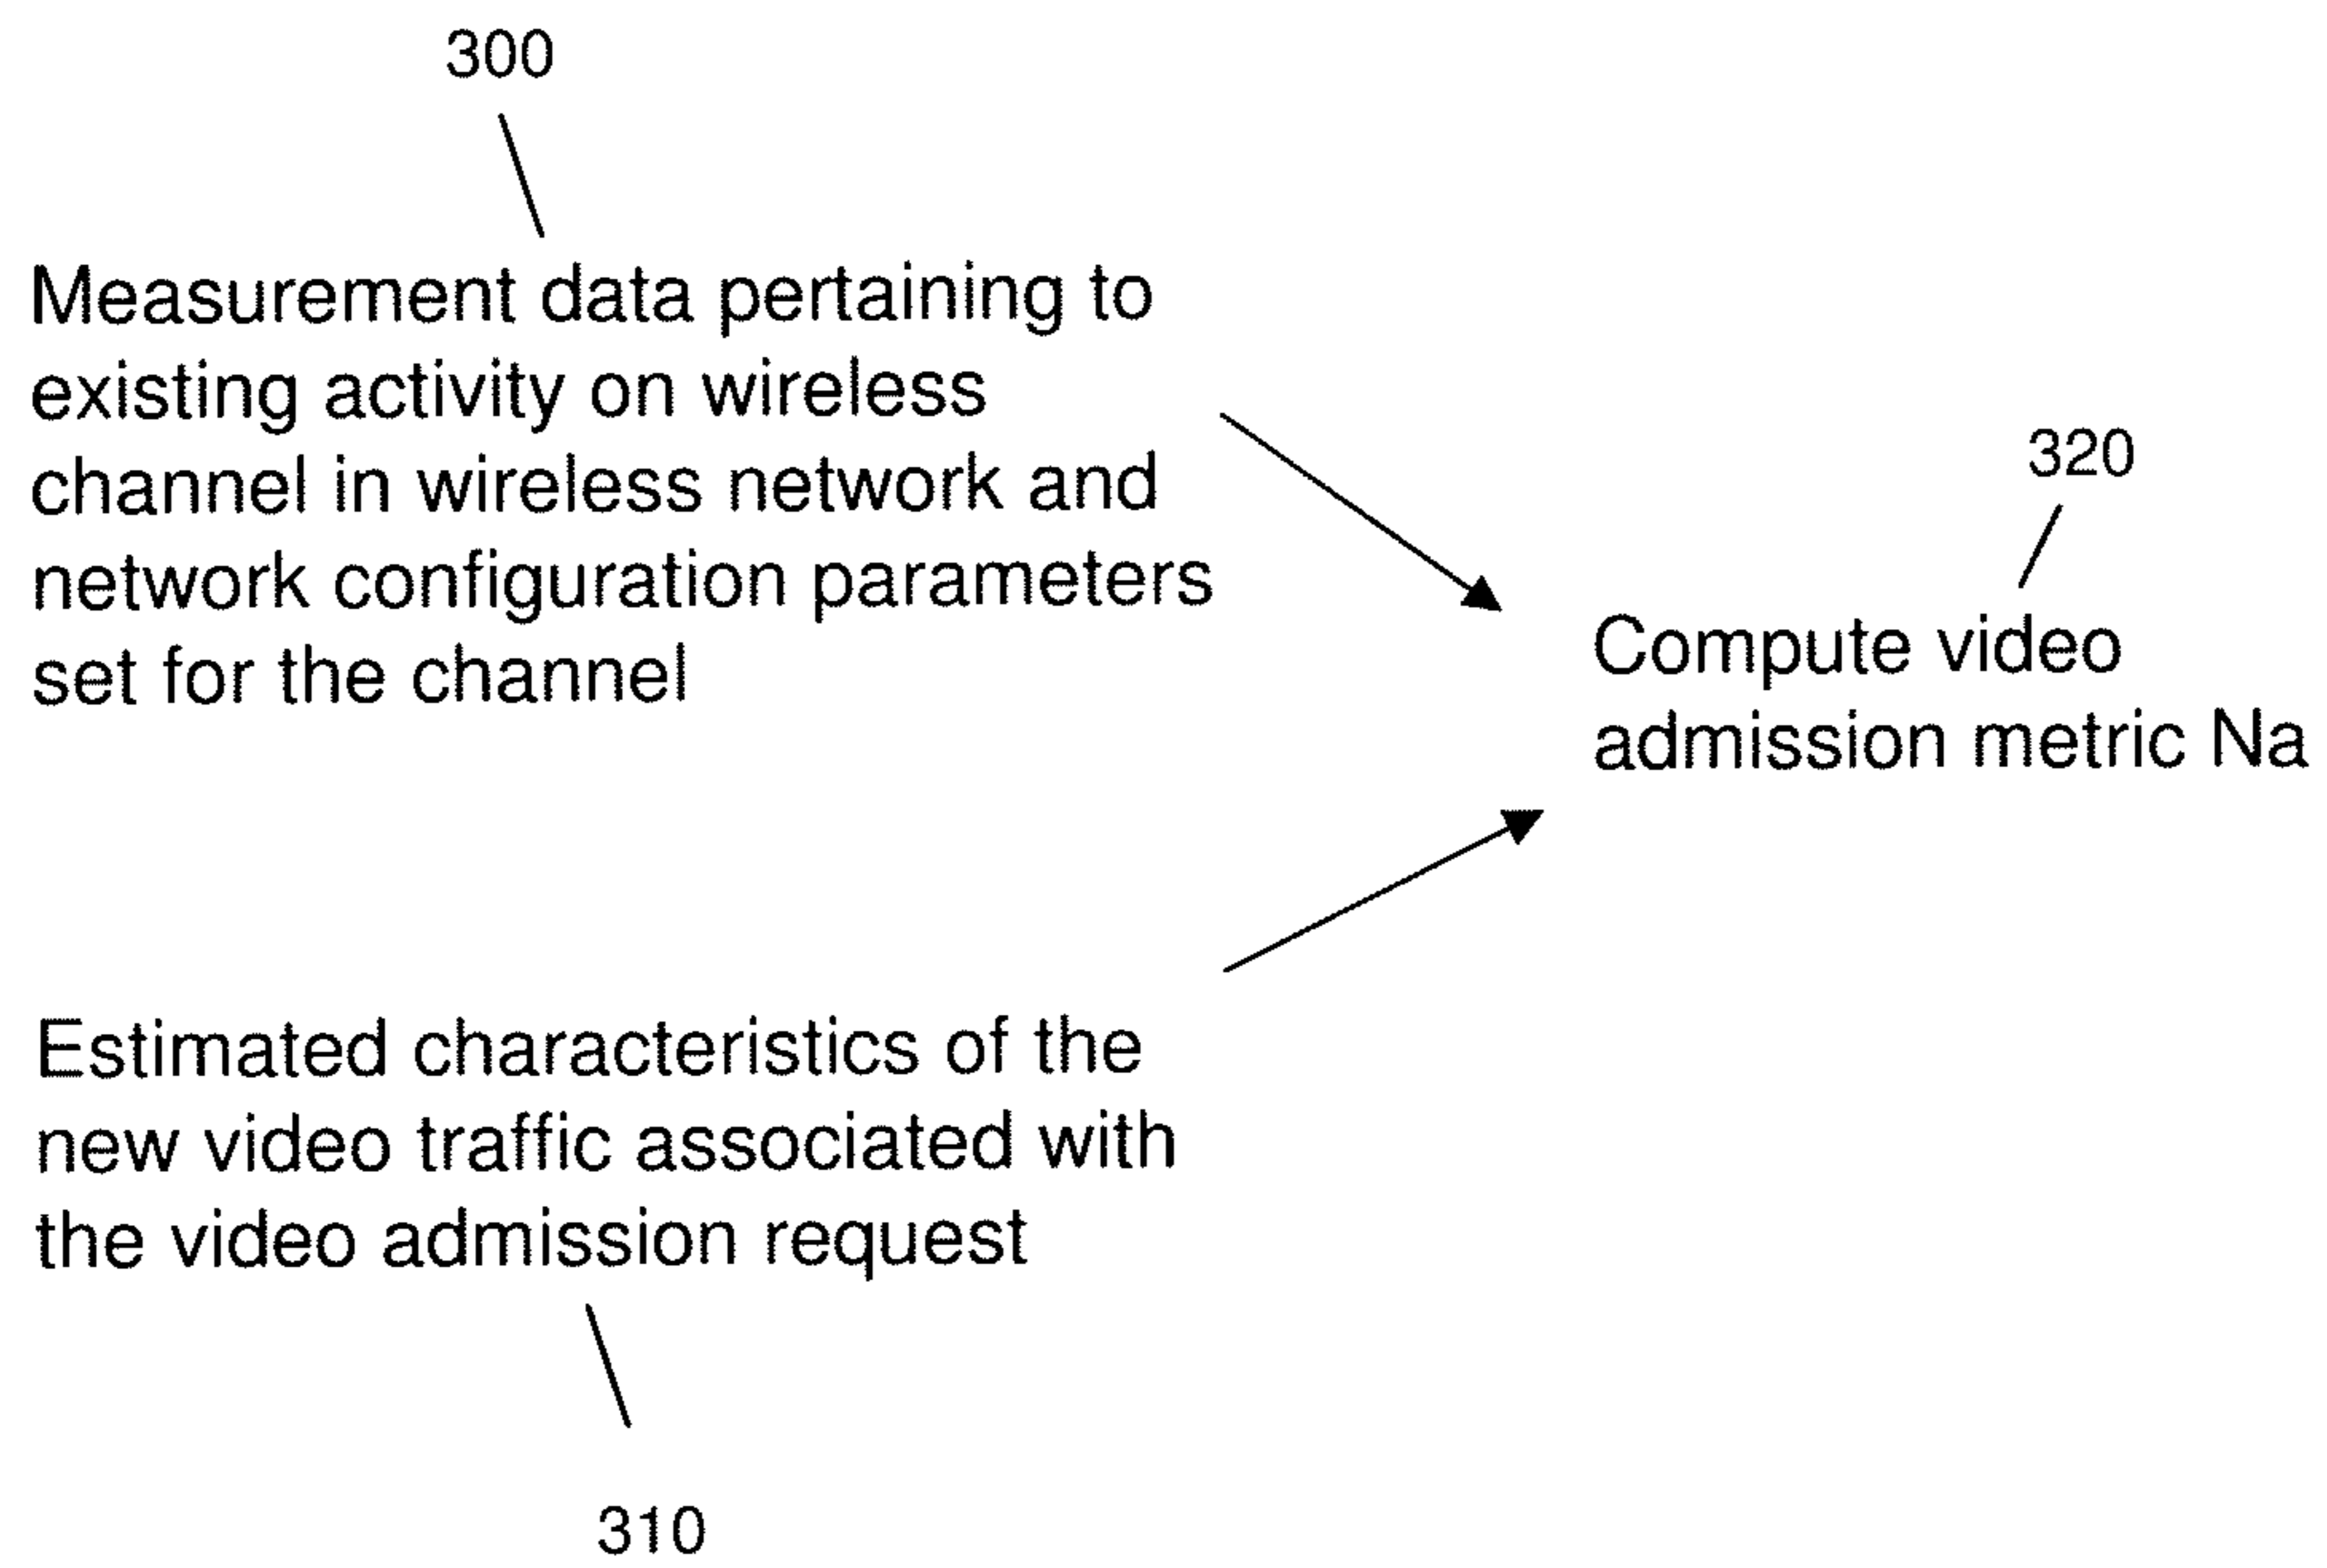 300
Measurement data pertaining to
existing activity on wireless
channel in wireless network and
network configuration parameters
set for the channel
320
Compute video
admission metric Na
Estimated characteristics of the
new video traffic associated with
the video admission request
310